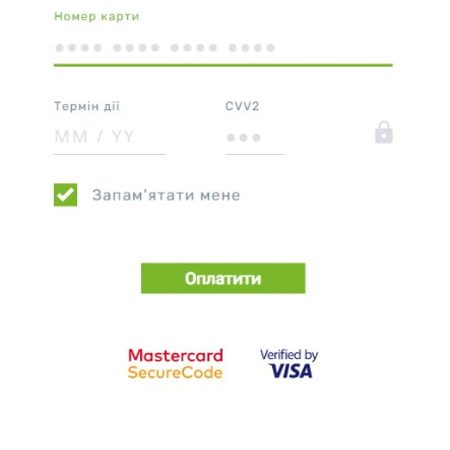 Номер карти
Термін дії CVV2
MM / YY
Запам'ятати мене
Оплатити
Mastercard Verified by
SecureCode VISA